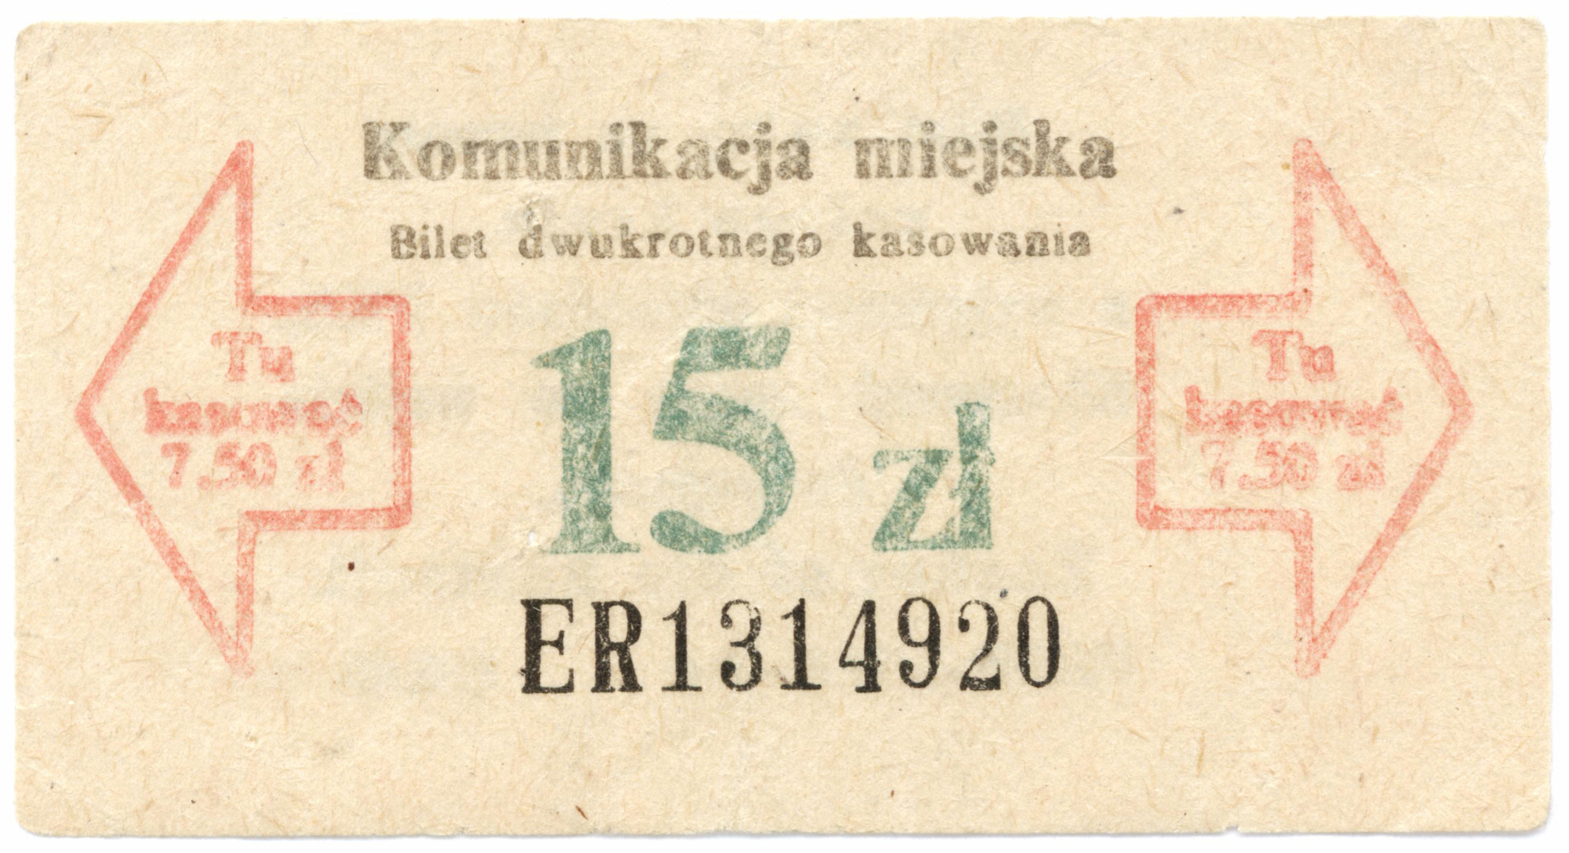 Komunikacja miejska
Bilet dwukrotnego kasowania
Tu
kasować
7.50 zł
15 zł
Tu
kasować
7.50 zł
ER1314920